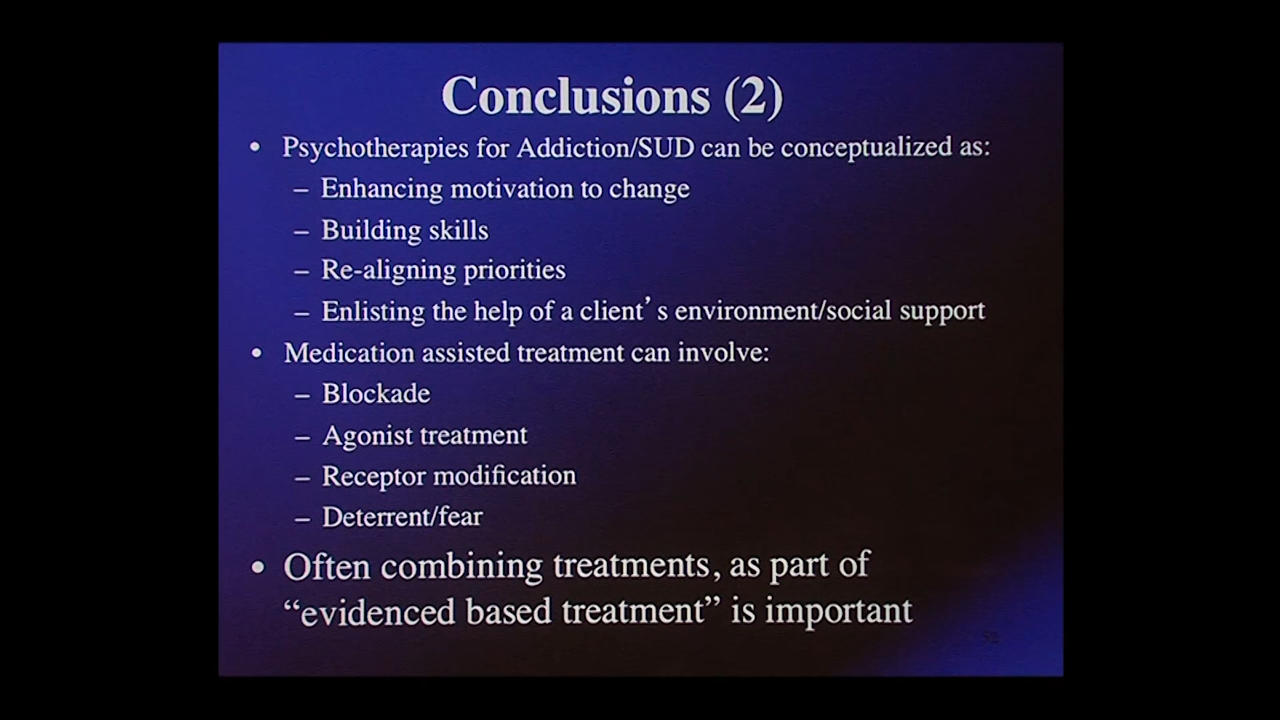 Conclusions (2)
• Psychotherapies for Addiction/SUD can be conceptualized as:
– Enhancing motivation to change
– Building skills
– Re-aligning priorities
– Enlisting the help of a client’s environment/social support
• Medication assisted treatment can involve:
– Blockade
– Agonist treatment
– Receptor modification
– Deterrent/fear
• Often combining treatments, as part of
“evidenced based treatment” is important
52